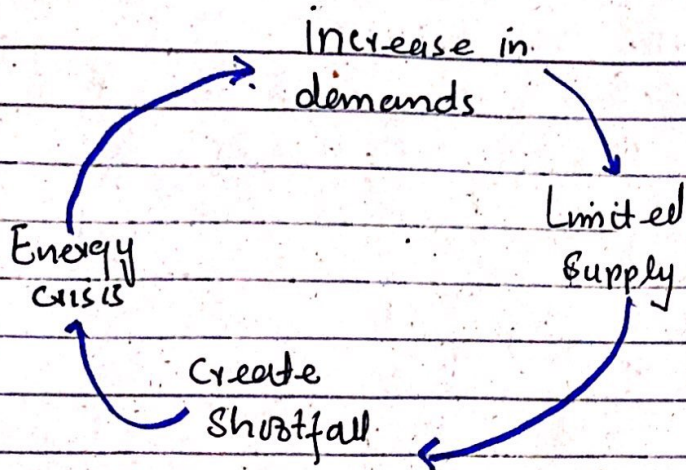 Increase in
demands
Limited
Supply
Create
Shortfall
Energy
crisis